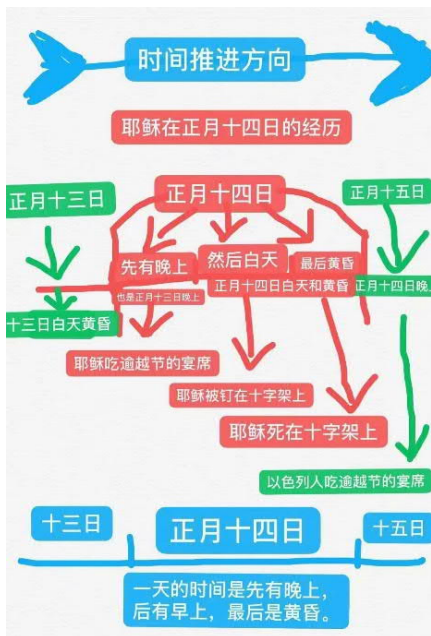 时间推进方向
耶稣在正月十四日的经历
正月十三日
正月十四日
正月十五日
先有晚上
然后白天
最后黄昏
也是正月十三日晚上
正月十四日白天和黄昏
正月十四日晚上
十三日白天黄昏
耶稣吃逾越节的宴席
耶稣被钉在十字架上
耶稣死在十字架上
以色列人吃逾越节的宴席
十三日
正月十四日
十五日
一天的时间是先有晚上,
后有早上,最后是黄昏。